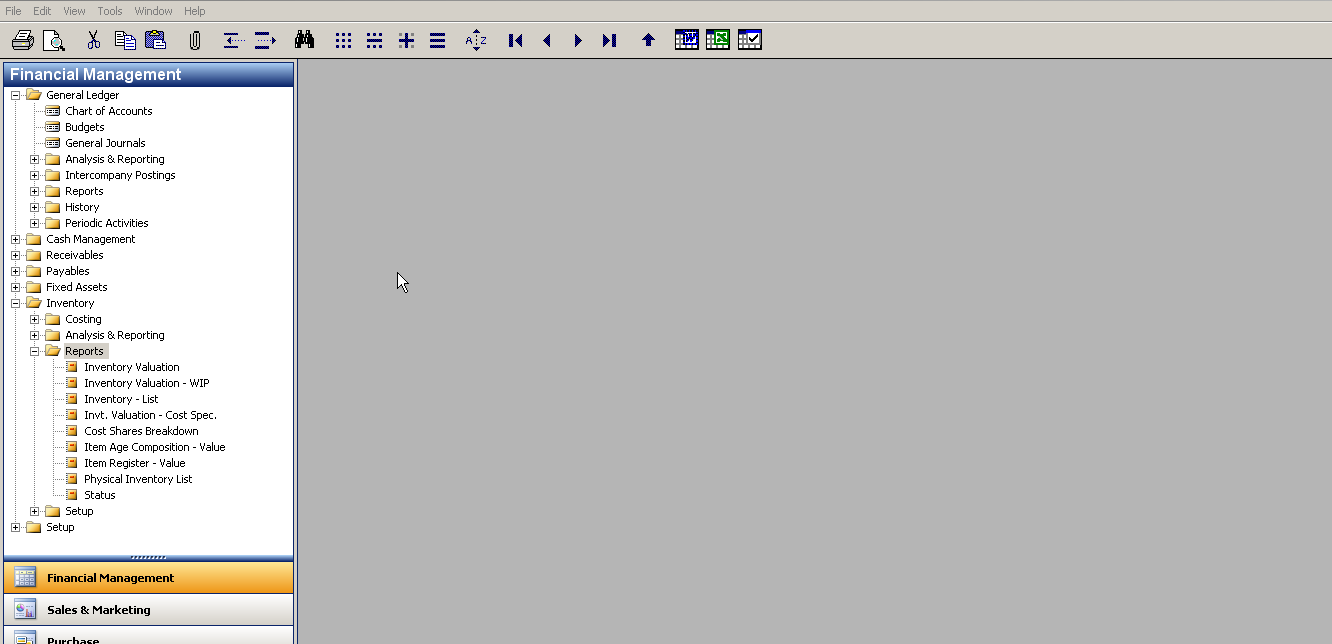 File Edit View Tools Window Help
Financial Management
General Ledger
Chart of Accounts
Budgets
General Journals
Analysis & Reporting
Intercompany Postings
Reports
History
Periodic Activities
Cash Management
Receivables
Payables
Fixed Assets
Inventory
Costing
Analysis & Reporting
Reports
Inventory Valuation
Inventory Valuation - WIP
Inventory - List
Invt. Valuation - Cost Spec.
Cost Shares Breakdown
Item Age Composition - Value
Item Register - Value
Physical Inventory List
Status
Setup
Setup
Financial Management
Sales & Marketing
Purchase